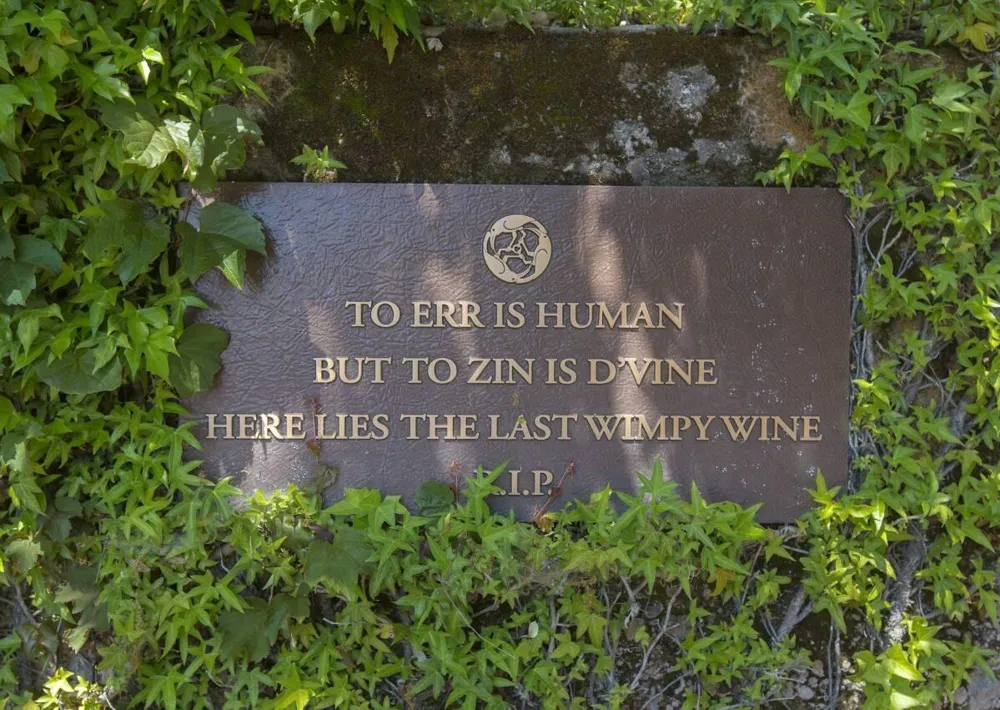 TO ERR IS HUMAN
BUT TO ZIN IS D'VINE
HERE LIES THE LAST WIMPY WINE
.I.P.